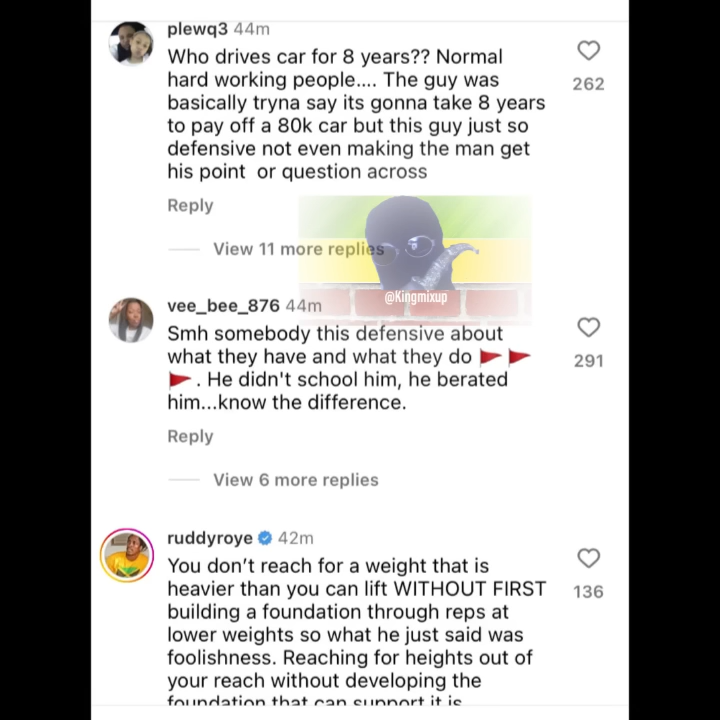 plewq3 44m
Who drives car for 8 years?? Normal
hard working people.... The guy was
basically tryna say its gonna take 8 years
to pay off a 80k car but this guy just so
defensive not even making the man get
his point or question across
262
Reply
View 11 more replies
@Kingmixup
vee_bee_876 44m
Smh somebody this defensive about
what they have and what they do 🚩🚩
🚩. He didn't school him, he berated
him...know the difference.
291
Reply
View 6 more replies
ruddyroye 42m
You don’t reach for a weight that is
heavier than you can lift WITHOUT FIRST
building a foundation through reps at
lower weights so what he just said was
foolishness. Reaching for heights out of
your reach without developing the
foundation that can support it is
136